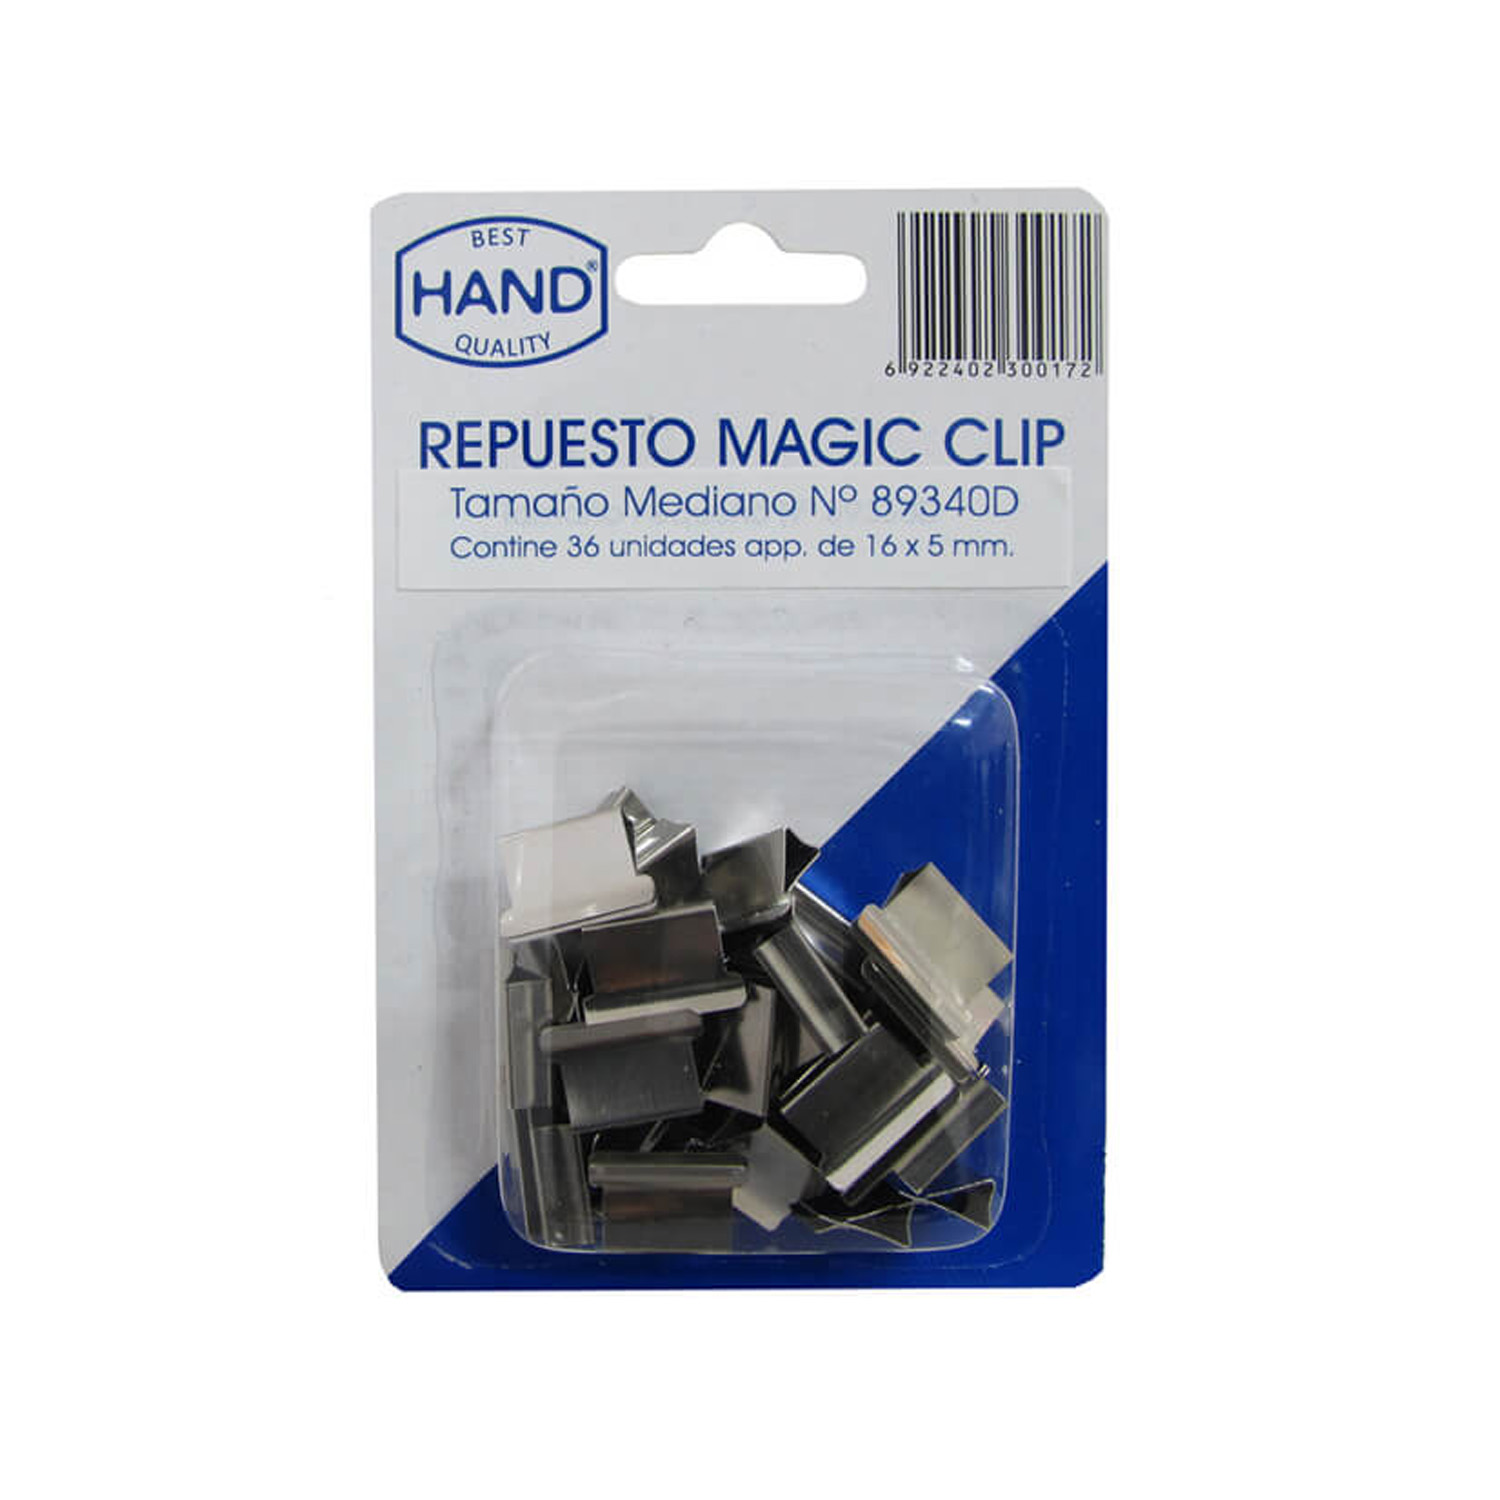 BEST
HAND®
QUALITY
6 922402 300172
REPUESTO MAGIC CLIP
Tamaño Mediano Nº 89340D
Contine 36 unidades app. de 16 x 5 mm.